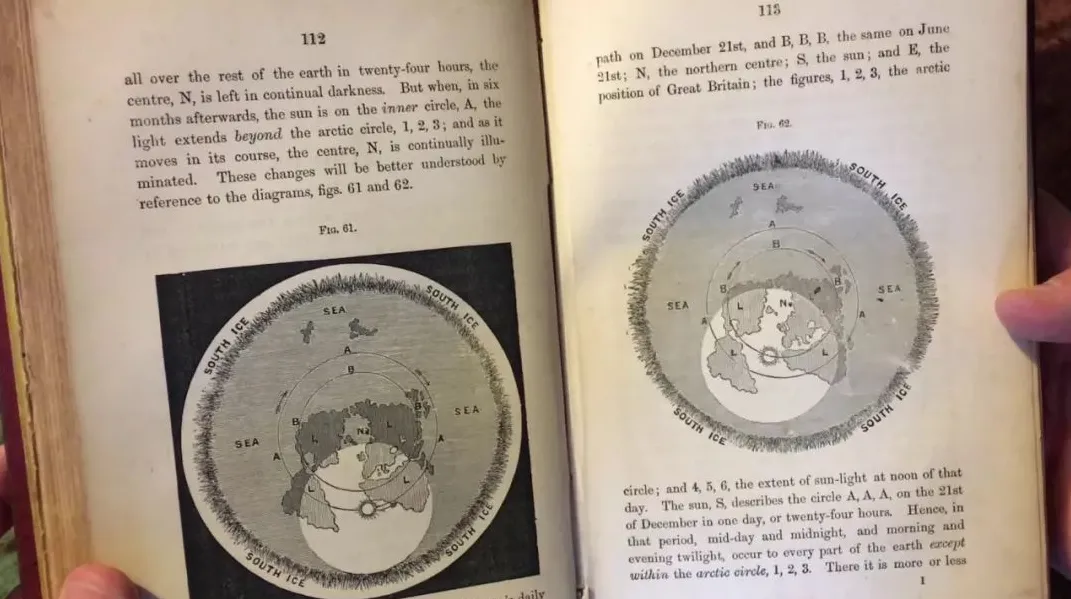 112
all over the rest of the earth in twenty-four hours, the
centre, N, is left in continual darkness. But when, in six
months afterwards, the sun is on the inner circle, A, the
light extends beyond the arctic circle, 1, 2, 3; and as it
moves in its course, the centre, N, is continually illu-
minated. These changes will be better understood by
reference to the diagrams, figs. 61 and 62.
FIG. 61.
SOUTH ICE
SOUTH ICE
SEA
A
B
B
B
L
N
L
SEA
SEA
A
A
L
L
SOUTH ICE
SOUTH ICE
daily
113
path on December 21st, and B, B, B, the same on June
21st; N, the northern centre; S, the sun; and E, the
position of Great Britain; the figures, 1, 2, 3, the arctic
FIG. 62.
SOUTH ICE
SOUTH ICE
SEA
A
B
B
B
L
N
SEA
SEA
A
A
L
L
SOUTH ICE
SOUTH ICE
circle; and 4, 5, 6, the extent of sun-light at noon of that
day. The sun, S, describes the circle A, A, A, on the 21st
of December in one day, or twenty-four hours. Hence, in
that period, mid-day and midnight, and morning and
evening twilight, occur to every part of the earth except
within the arctic circle, 1, 2, 3. There it is more or less
I